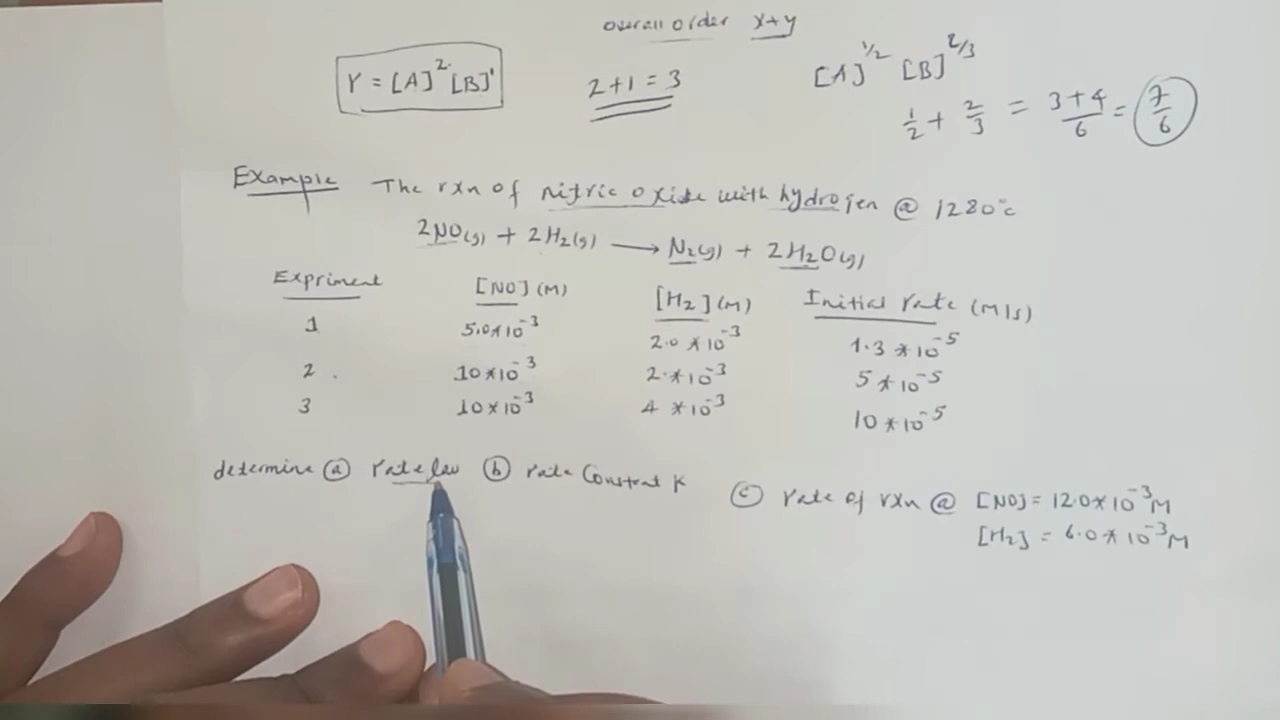 overall order x+y
r = [A]² [B]¹
2+1 = 3
[A]^1/2 [B]^2/3
1/2 + 2/3 = 3+4/6 = 7/6
Example The rxn of nitric oxide with hydrogen @ 1280°c
2NO(g) + 2H₂(g) → N₂(g) + 2H₂O(g)
Expriment [NO] (M) [H₂] (M) Initial rate (M/s)
1 5.0*10⁻³ 2.0 *10⁻³ 1.3 *10⁻⁵
2 10*10⁻³ 2.*10⁻³ 5*10⁻⁵
3 10*10⁻³ 4 *10⁻³ 10*10⁻⁵
determine ⓐ rate law ⓑ rate Constant K
ⓒ rate of rxn @ [NO] = 12.0*10⁻³M
[H₂] = 6.0*10⁻³M